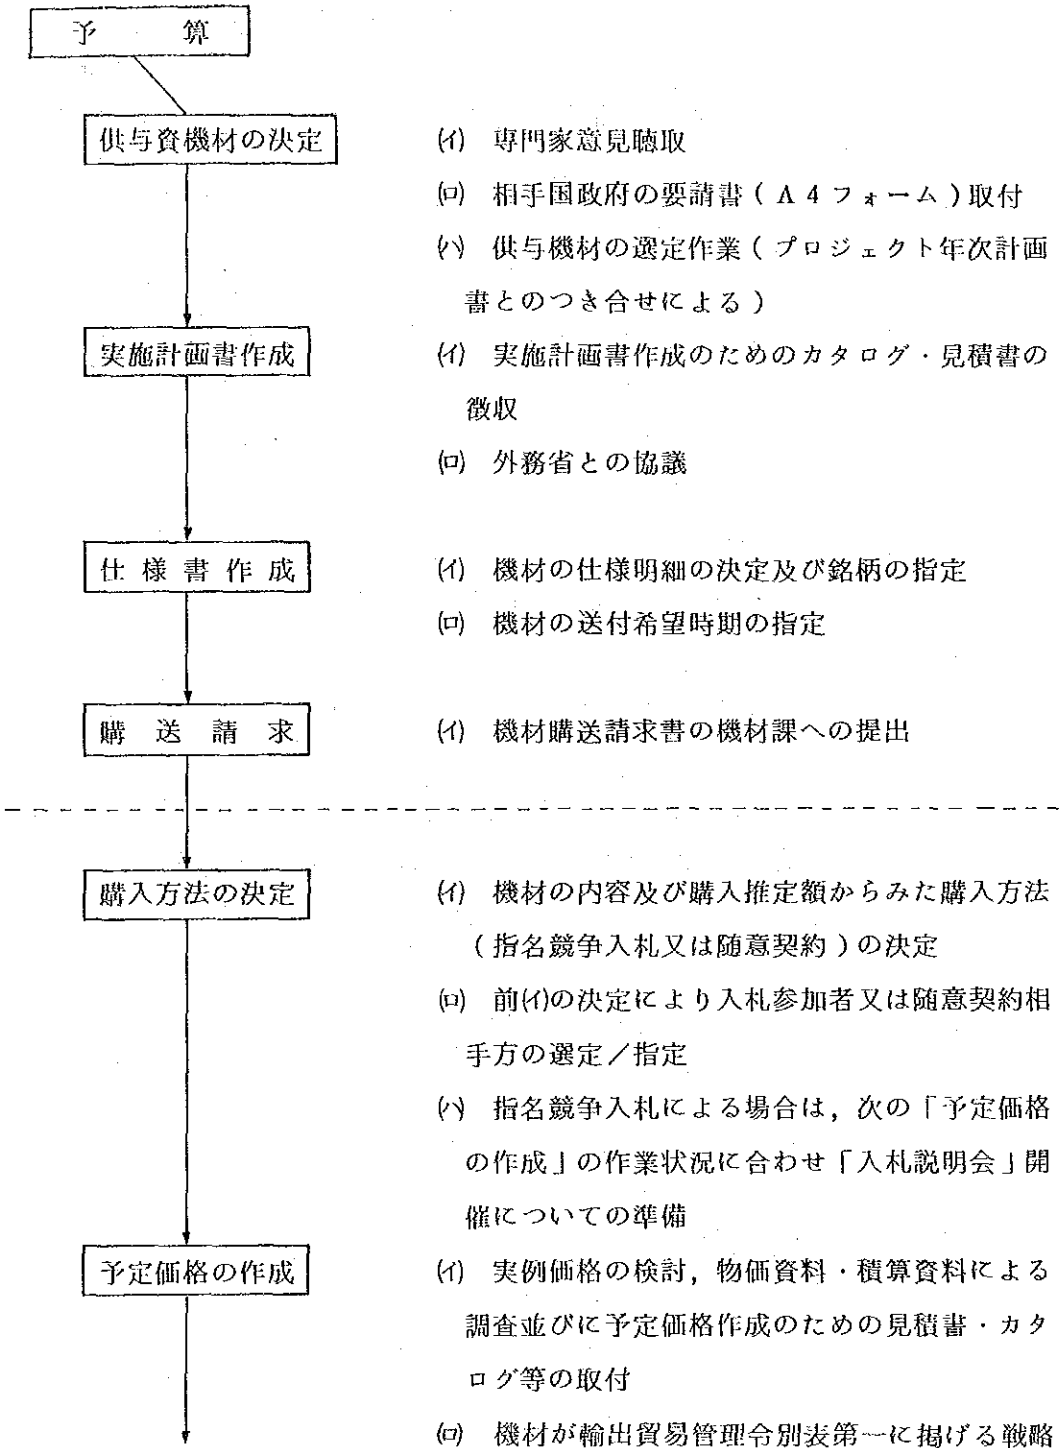 予　　算
供与資機材の決定
(イ)　専門家意見聴取
(ロ)　相手国政府の要請書（A4フォーム）取付
(ハ)　供与機材の選定作業（プロジェクト年次計画
書とのつき合せによる）
実施計画書作成
(イ)　実施計画書作成のためのカタログ・見積書の
徴収
(ロ)　外務省との協議
仕様書作成
(イ)　機材の仕様明細の決定及び銘柄の指定
(ロ)　機材の送付希望時期の指定
購送請求
(イ)　機材購送請求書の機材課への提出
購入方法の決定
(イ)　機材の内容及び購入推定額からみた購入方法
（指名競争入札又は随意契約）の決定
(ロ)　前(イ)の決定により入札参加者又は随意契約相
手方の選定／指定
(ハ)　指名競争入札による場合は，次の「予定価格
の作成」の作業状況に合わせ「入札説明会」開
催についての準備
予定価格の作成
(イ)　実例価格の検討，物価資料・積算資料による
調査並びに予定価格作成のための見積書・カタ
ログ等の取付
(ロ)　機材が輸出貿易管理令別表第一に掲げる戦略